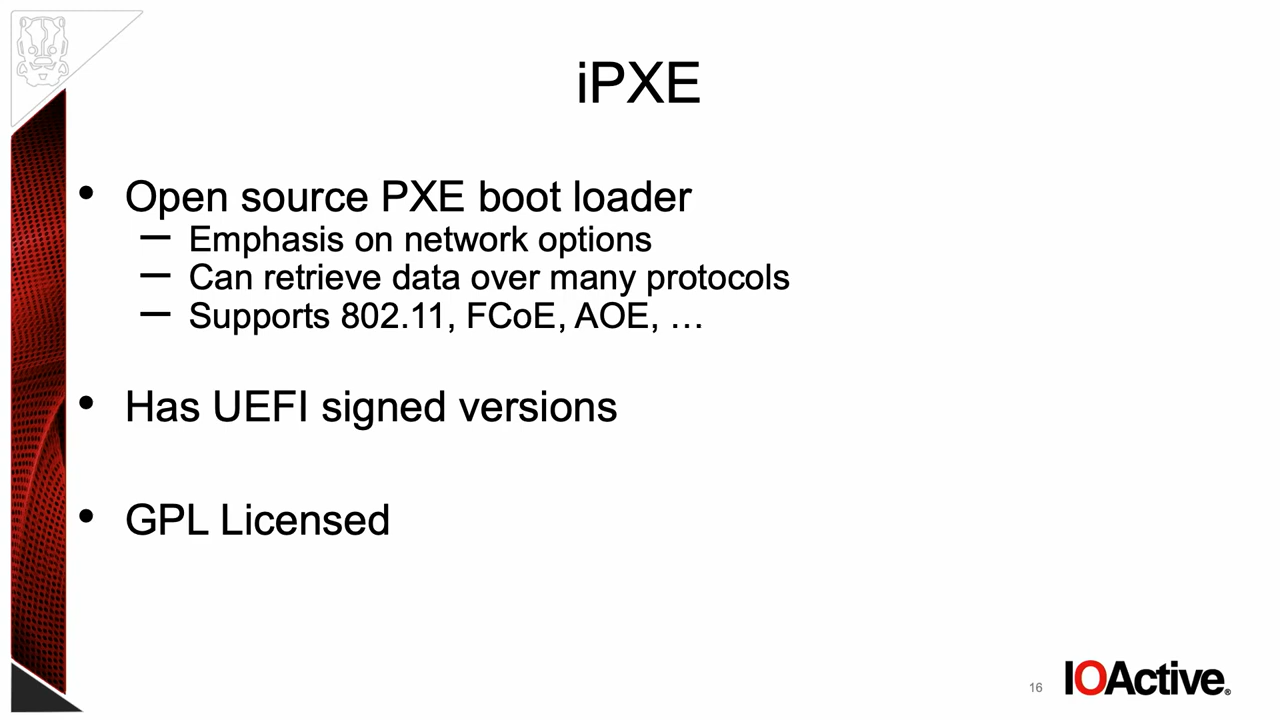 iPXE
• Open source PXE boot loader
— Emphasis on network options
— Can retrieve data over many protocols
— Supports 802.11, FCoE, AOE, …
• Has UEFI signed versions
• GPL Licensed
16
IOActive®